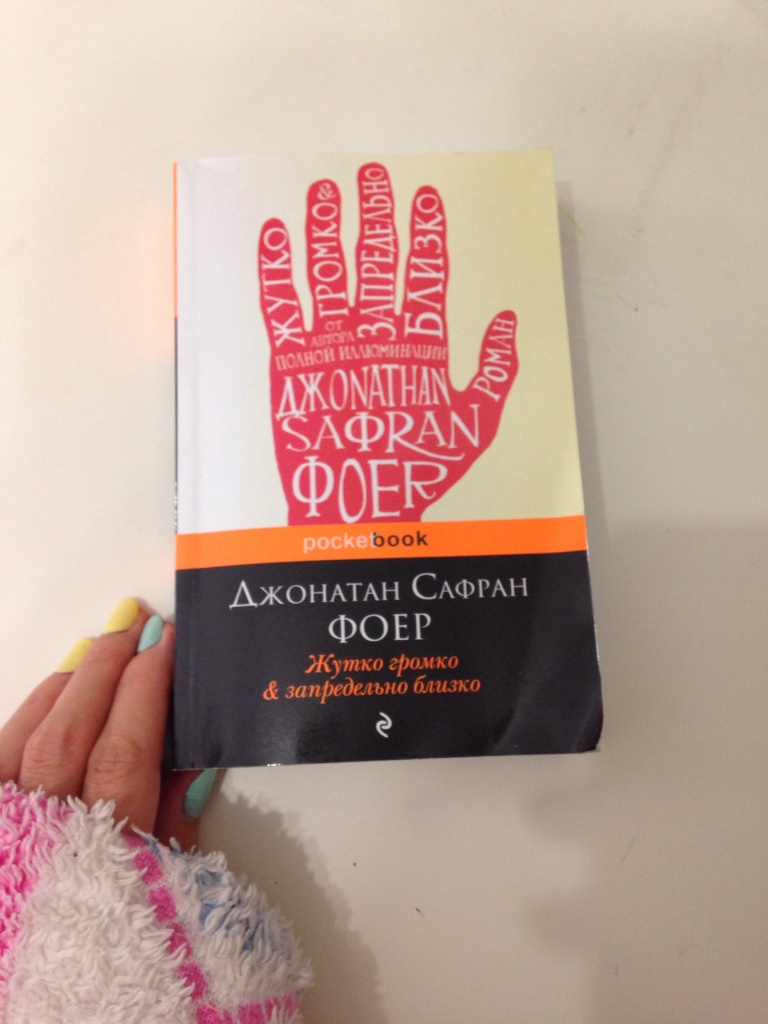 ЖУТКО
ГРОМКО &
ЗАПРЕДЕЛЬНО
БЛИЗКО
РОМАН
ОТ
АВТОРА
ПОЛНОЙ ИЛЛЮМИНАЦИИ
ДЖОNATHAN
SAФRAN
ФОЕR
pocketbook
ДЖОНАТАН САФРАН
ФОЕР
Жутко громко
& запредельно близко